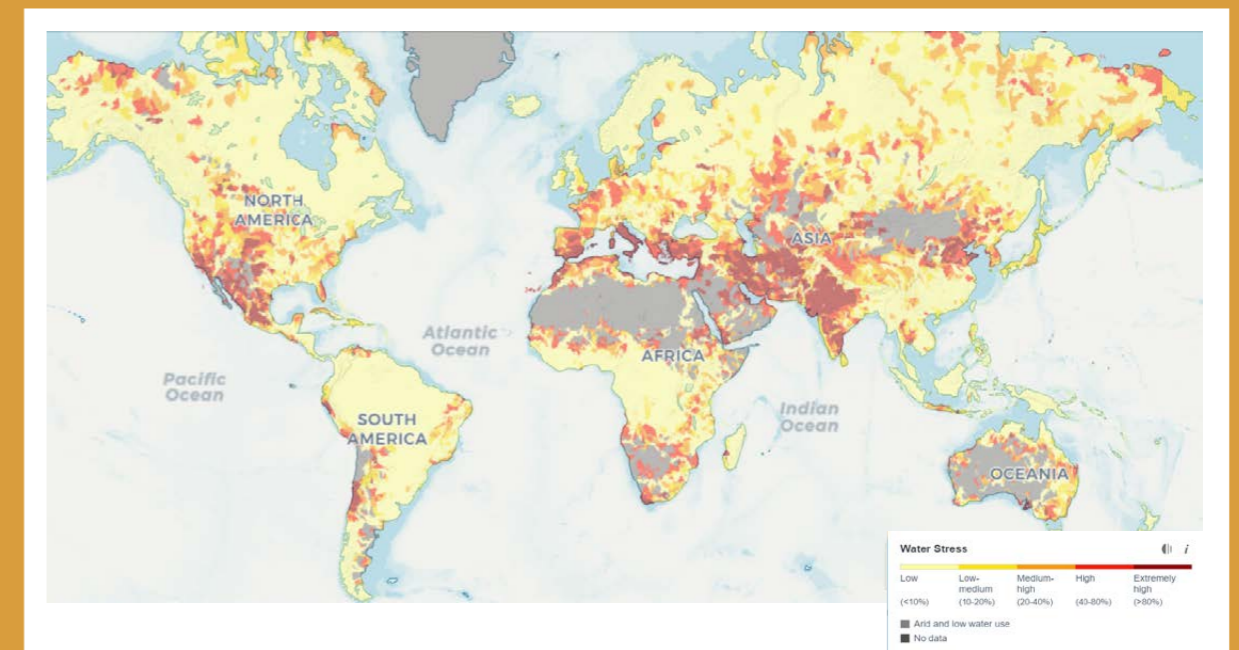 NORTH
AMERICA
ASIA
Atlantic
Ocean
AFRICA
Pacific
Ocean
Indian
Ocean
SOUTH
AMERICA
OCEANIA
Water Stress
i
Low
Low-
medium
Medium-
high
High
Extremely
high
(<10%)
(10-20%)
(20-40%)
(40-80%)
(>80%)
Arid and low water use
No data